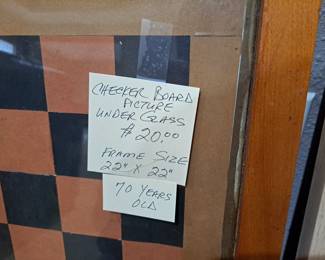 CHECKER BOARD
PICTURE
UNDER GLASS
$20.00
FRAME SIZE
22" X 22"
70 YEARS
OLD